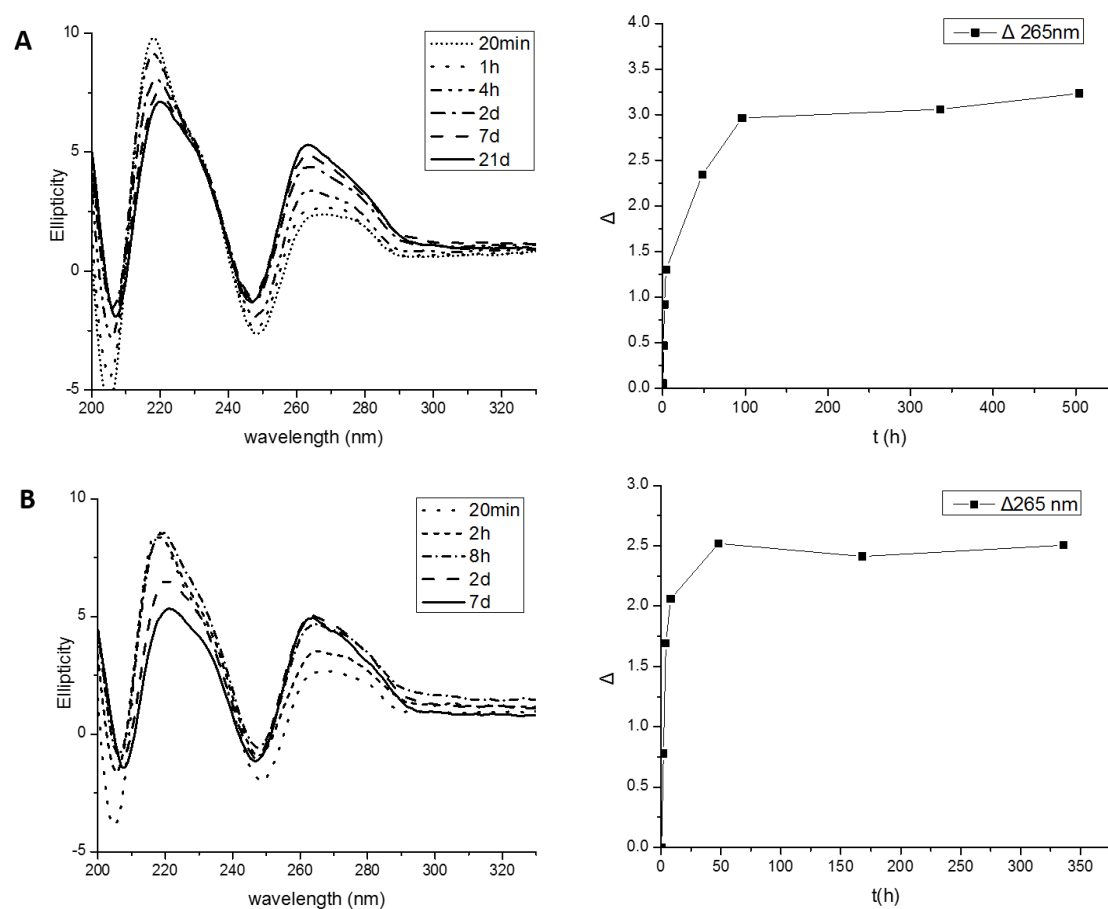 A
10
5
0
-5
Ellipticity
200 220 240 260 280 300 320
wavelength (nm)
20min
1h
4h
2d
7d
21d
4.0
3.5
3.0
2.5
2.0
1.5
1.0
0.5
0.0
Δ
0 100 200 300 400 500
t (h)
Δ 265nm
B
10
5
0
-5
Ellipticity
200 220 240 260 280 300 320
wavelength (nm)
20min
2h
8h
2d
7d
3.0
2.5
2.0
1.5
1.0
0.5
0.0
Δ
0 50 100 150 200 250 300 350
t(h)
Δ265 nm